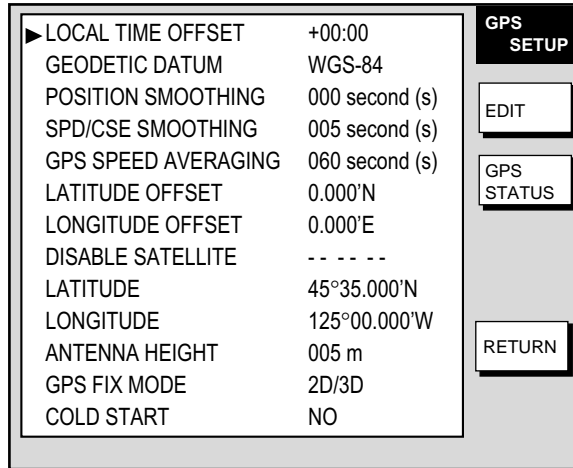 ▶LOCAL TIME OFFSET +00:00
GEODETIC DATUM WGS-84
POSITION SMOOTHING 000 second (s)
SPD/CSE SMOOTHING 005 second (s)
GPS SPEED AVERAGING 060 second (s)
LATITUDE OFFSET 0.000'N
LONGITUDE OFFSET 0.000'E
DISABLE SATELLITE - - -- - --
LATITUDE 45°35.000'N
LONGITUDE 125°00.000'W
ANTENNA HEIGHT 005 m
GPS FIX MODE 2D/3D
COLD START NO
GPS
SETUP
EDIT
GPS
STATUS
RETURN